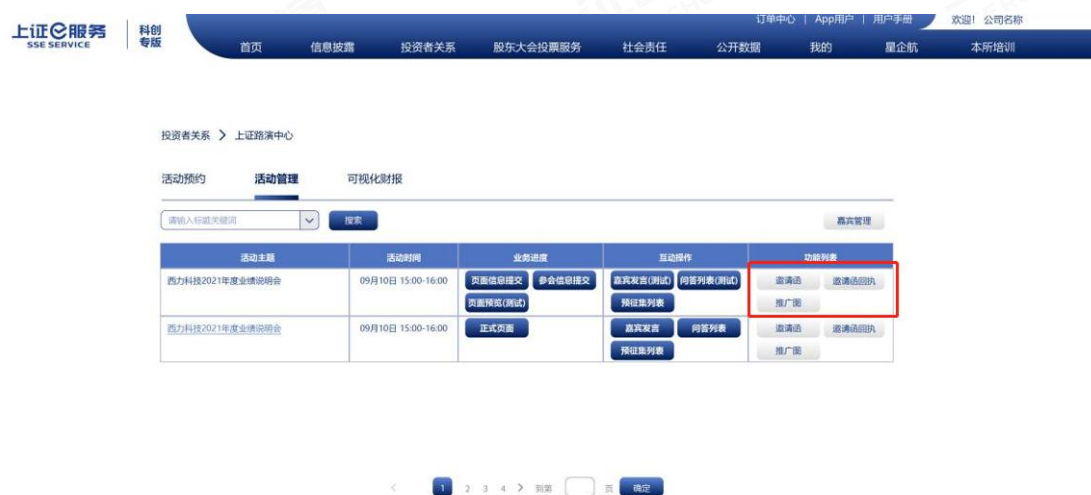 订单中心 | App用户 | 用户手册 欢迎！公司名称
上证e服务 SSE SERVICE 科创专版
首页 信息披露 投资者关系 股东大会投票服务 社会责任 公开数据 我的 星企航 本所培训
投资者关系 > 上证路演中心
活动预约 活动管理 可视化财报
请输入标题关键词 搜索 嘉宾管理
活动主题 活动时间 业务进度 互动操作 功能列表
西力科技2021年度业绩说明会 09月10日 15:00-16:00 页面信息提交 参会信息提交 嘉宾发言(测试) 问答列表(测试) 邀请函 邀请函回执
页面预览(测试) 预征集列表 推广图
西力科技2021年度业绩说明会 09月10日 15:00-16:00 正式页面 嘉宾发言 问答列表 邀请函 邀请函回执
预征集列表 推广图
< 1 2 3 4 > 到第 页 确定